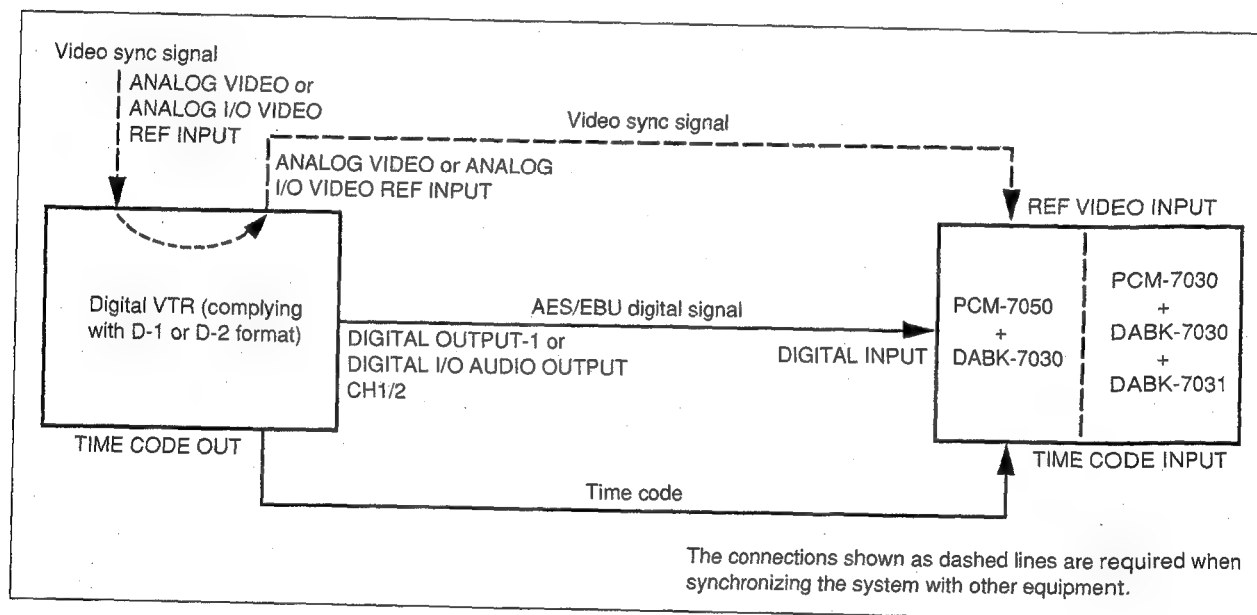 Video sync signal
ANALOG VIDEO or
ANALOG I/O VIDEO
REF INPUT
Video sync signal
ANALOG VIDEO or ANALOG
I/O VIDEO REF INPUT
REF VIDEO INPUT
Digital VTR (complying
with D-1 or D-2 format)
AES/EBU digital signal
DIGITAL OUTPUT-1 or
DIGITAL I/O AUDIO OUTPUT
CH1/2
DIGITAL INPUT
PCM-7050
+
DABK-7030
PCM-7030
+
DABK-7030
+
DABK-7031
TIME CODE OUT
TIME CODE INPUT
Time code
The connections shown as dashed lines are required when
synchronizing the system with other equipment.